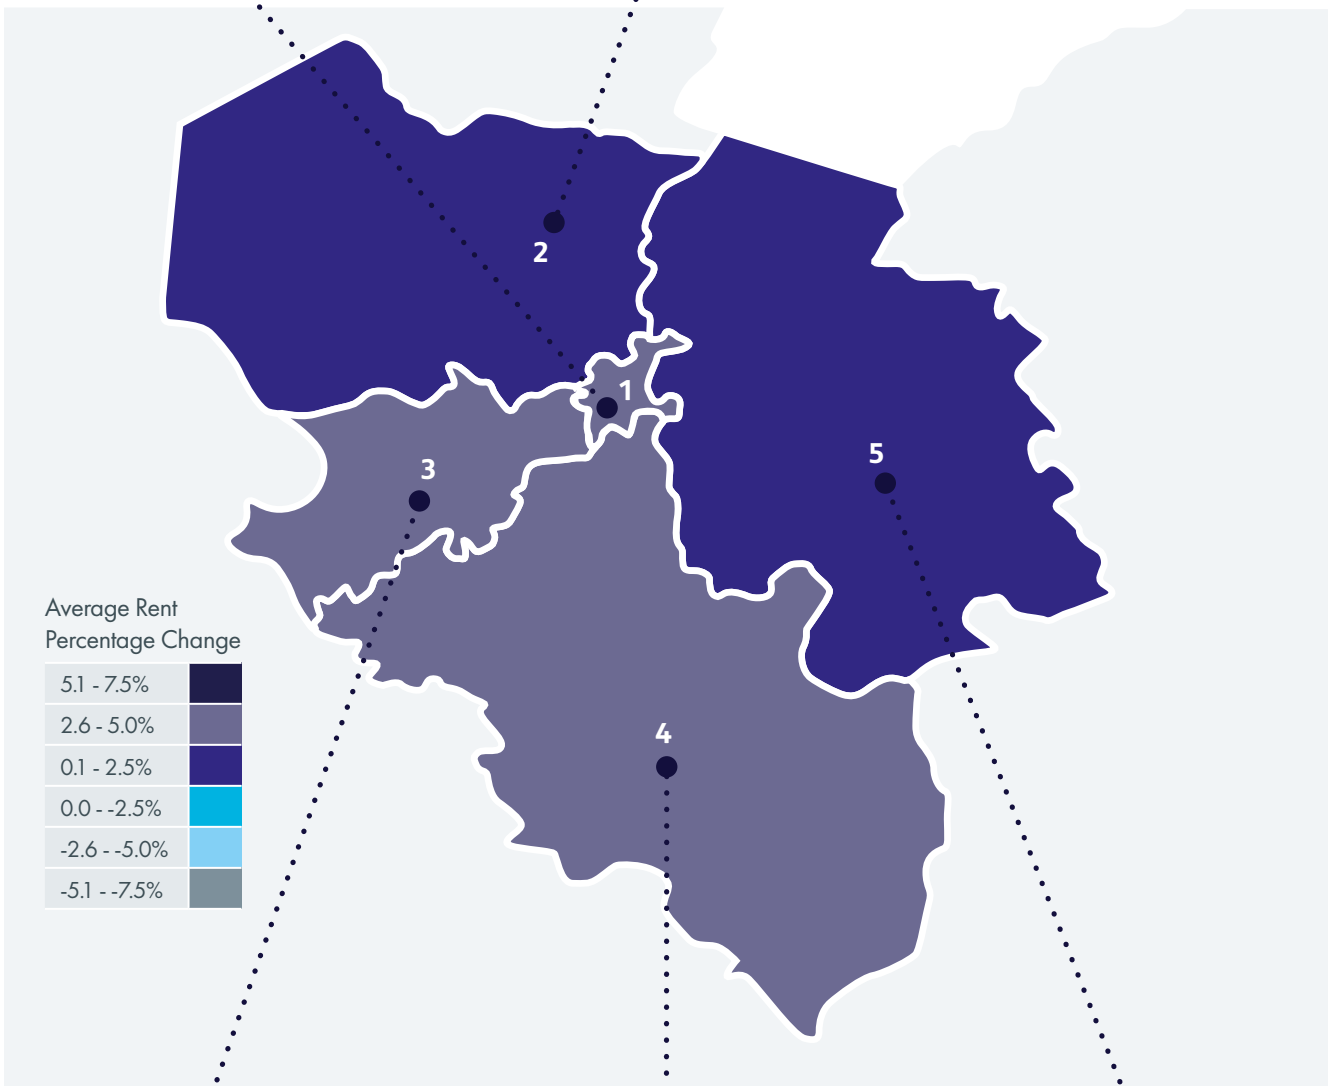 2
1
3
5
4
Average Rent
Percentage Change
5.1 - 7.5%
2.6 - 5.0%
0.1 - 2.5%
0.0 - -2.5%
-2.6 - -5.0%
-5.1 - -7.5%